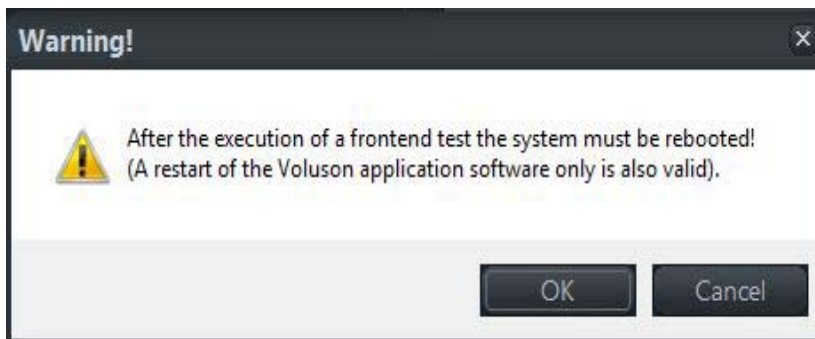 Warning!
After the execution of a frontend test the system must be rebooted!
(A restart of the Voluson application software only is also valid).
OK
Cancel